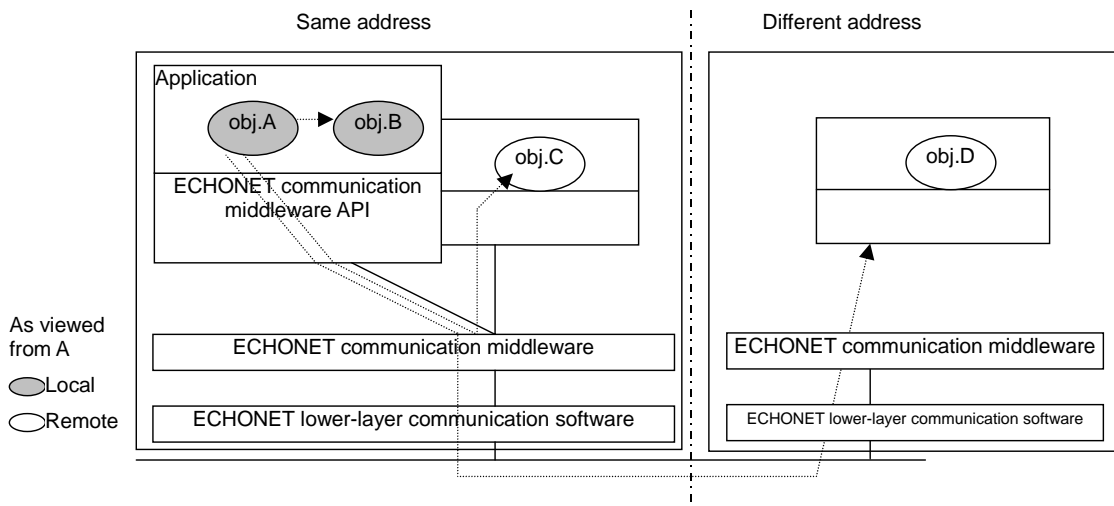 Same address
Different address
Application
obj.A
obj.B
obj.C
obj.D
ECHONET communication
middleware API
As viewed
from A
Local
Remote
ECHONET communication middleware
ECHONET lower-layer communication software
ECHONET communication middleware
ECHONET lower-layer communication software